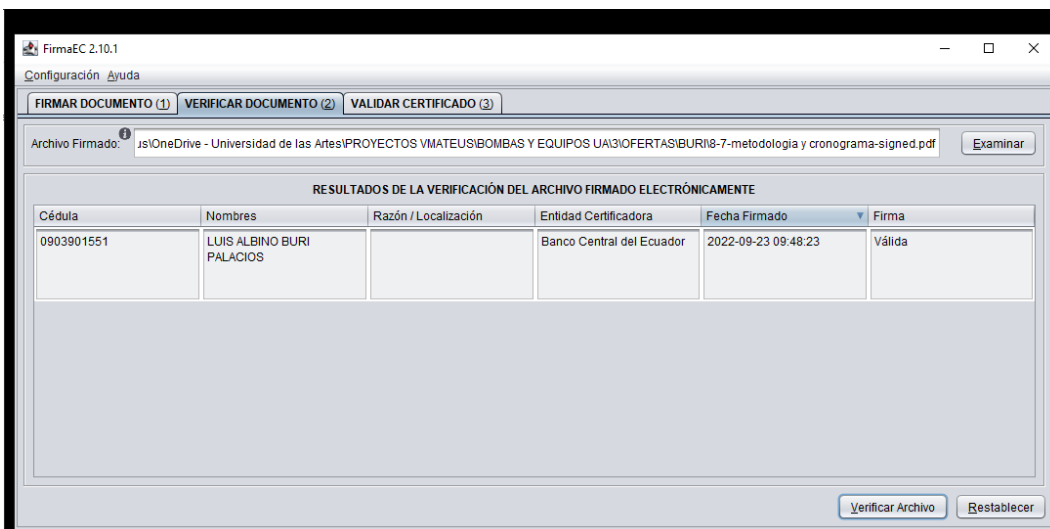 FirmaEC 2.10.1
Configuración Ayuda
FIRMAR DOCUMENTO (1) VERIFICAR DOCUMENTO (2) VALIDAR CERTIFICADO (3)
Archivo Firmado: us\OneDrive - Universidad de las Artes\PROYECTOS VMATEUS\BOMBAS Y EQUIPOS UA\3\OFERTAS\BURI\8-7-metodologia y cronograma-signed.pdf Examinar
RESULTADOS DE LA VERIFICACIÓN DEL ARCHIVO FIRMADO ELECTRÓNICAMENTE
Cédula Nombres Razón / Localización Entidad Certificadora Fecha Firmado Firma
0903901551 LUIS ALBINO BURI Banco Central del Ecuador 2022-09-23 09:48:23 Válida
PALACIOS
Verificar Archivo Restablecer